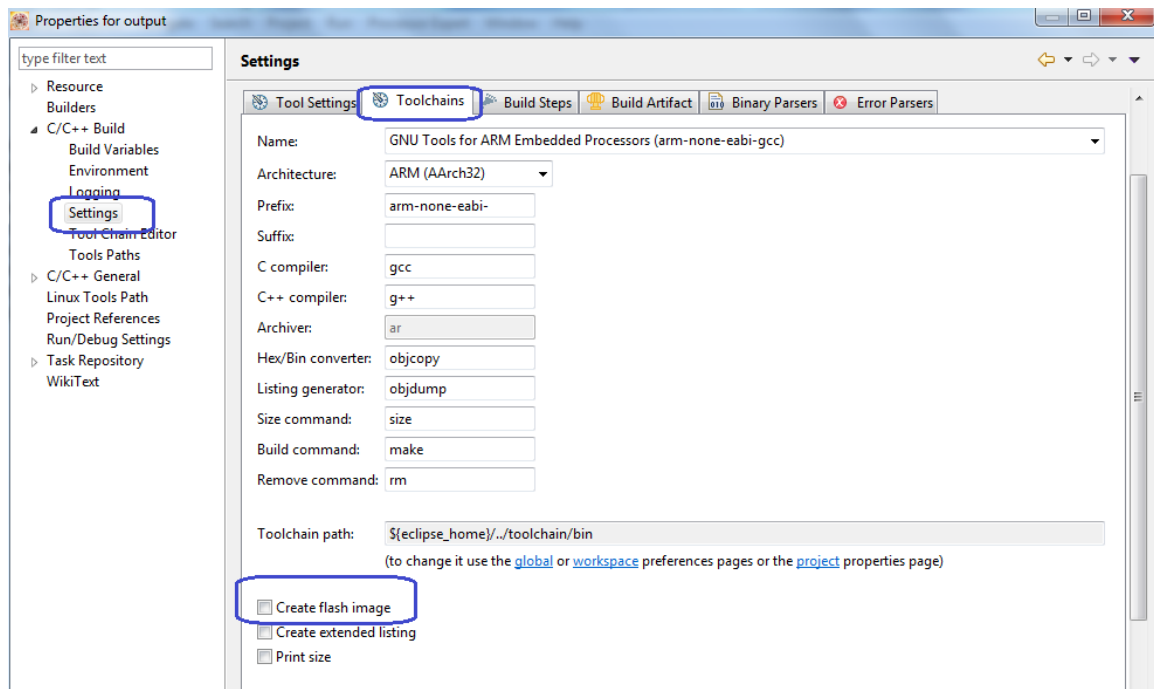 Properties for output
type filter text
Resource
Builders
C/C++ Build
Build Variables
Environment
Logging
Settings
Tool Chain Editor
Tools Paths
C/C++ General
Linux Tools Path
Project References
Run/Debug Settings
Task Repository
WikiText
Settings
Tool Settings Toolchains Build Steps Build Artifact Binary Parsers Error Parsers
Name: GNU Tools for ARM Embedded Processors (arm-none-eabi-gcc)
Architecture: ARM (AArch32)
Prefix: arm-none-eabi-
Suffix:
C compiler: gcc
C++ compiler: g++
Archiver: ar
Hex/Bin converter: objcopy
Listing generator: objdump
Size command: size
Build command: make
Remove command: rm
Toolchain path: ${eclipse_home}/../toolchain/bin
(to change it use the global or workspace preferences pages or the project properties page)
Create flash image
Create extended listing
Print size